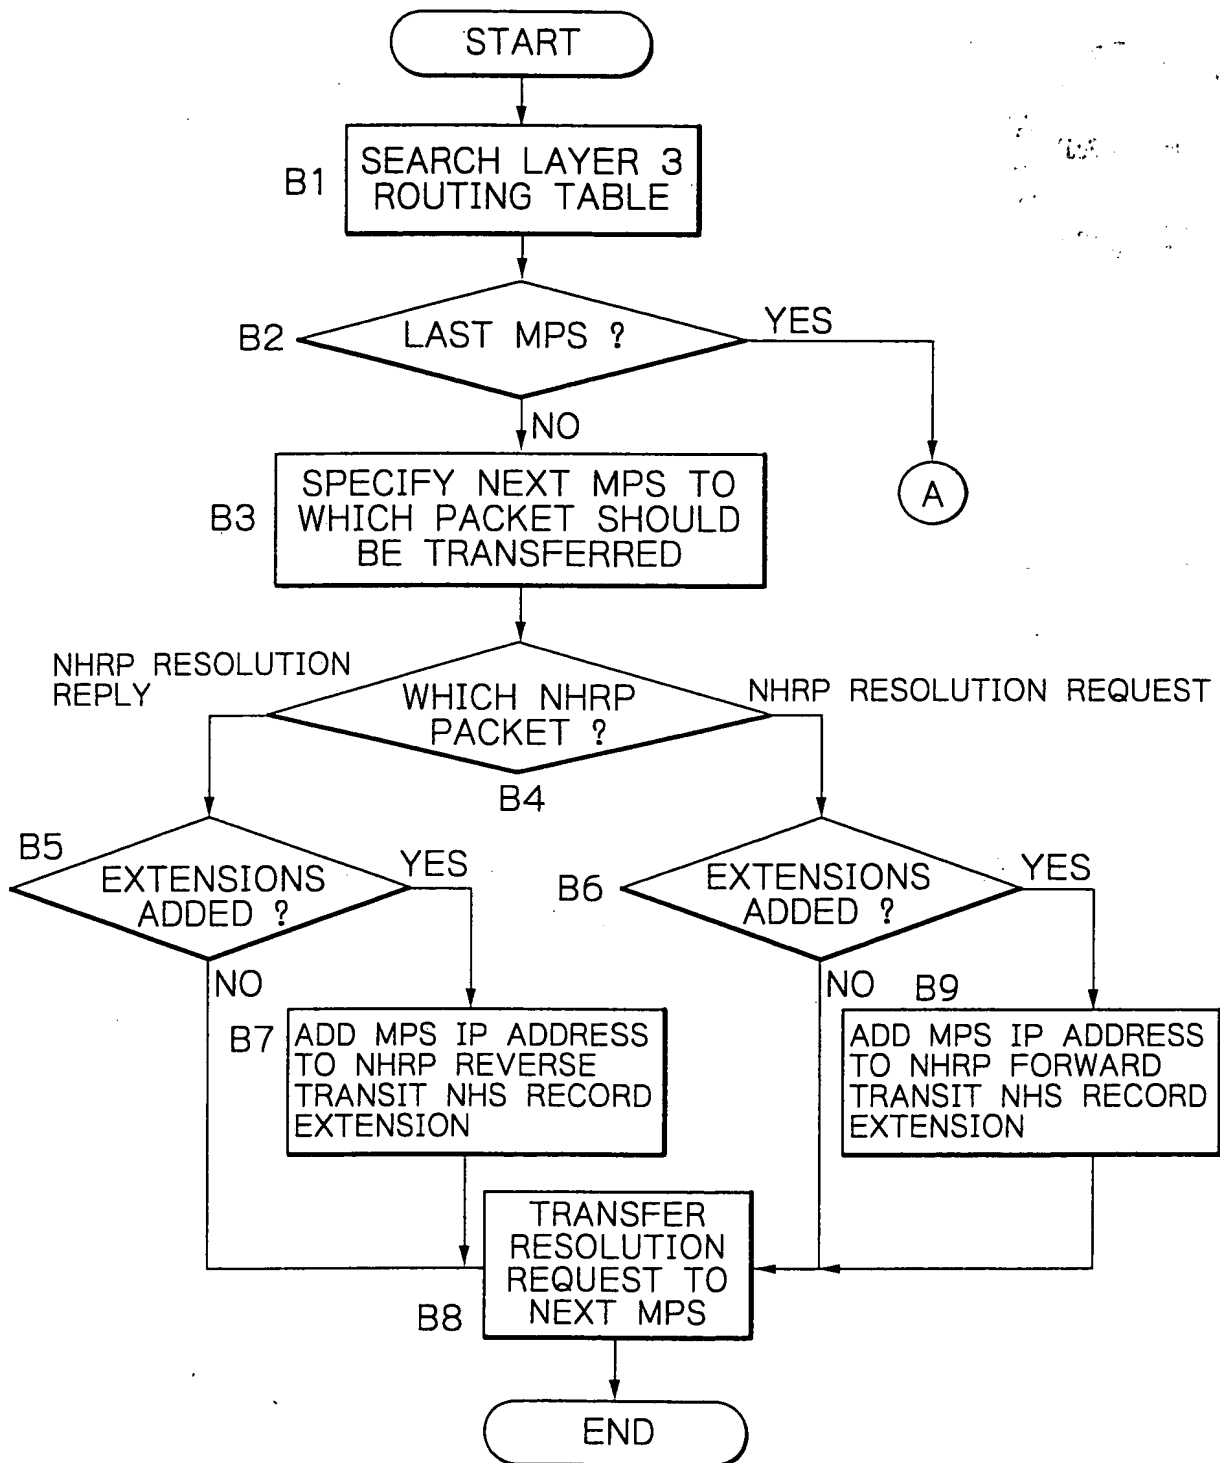 START
B1
SEARCH LAYER 3
ROUTING TABLE
B2
LAST MPS ?
YES
NO
A
B3
SPECIFY NEXT MPS TO
WHICH PACKET SHOULD
BE TRANSFERRED
NHRP RESOLUTION
REPLY
WHICH NHRP
PACKET ?
NHRP RESOLUTION REQUEST
B4
B5
EXTENSIONS
ADDED ?
YES
NO
B6
EXTENSIONS
ADDED ?
YES
NO
B7
ADD MPS IP ADDRESS
TO NHRP REVERSE
TRANSIT NHS RECORD
EXTENSION
B9
ADD MPS IP ADDRESS
TO NHRP FORWARD
TRANSIT NHS RECORD
EXTENSION
B8
TRANSFER
RESOLUTION
REQUEST TO
NEXT MPS
END